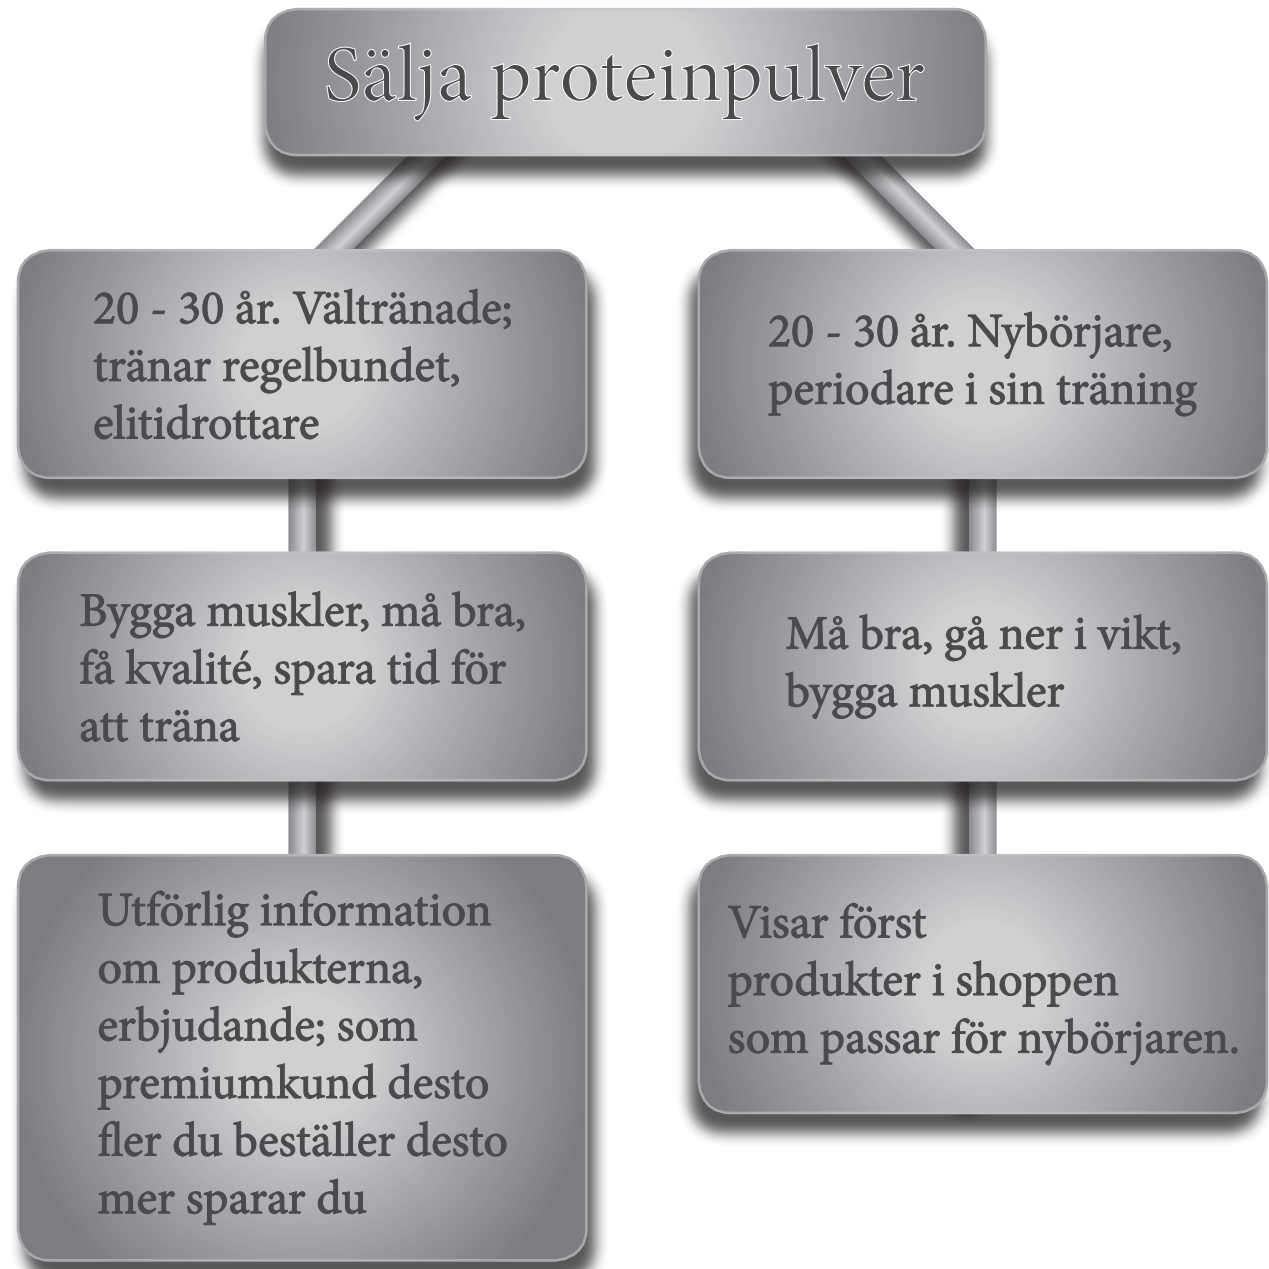 Sälja proteinpulver
20 - 30 år. Vältränade;
tränar regelbundet,
elitidrottare
Bygga muskler, må bra,
få kvalité, spara tid för
att träna
Utförlig information
om produkterna,
erbjudande; som
premiumkund desto
fler du beställer desto
mer sparar du
20 - 30 år. Nybörjare,
periodare i sin träning
Må bra, gå ner i vikt,
bygga muskler
Visar först
produkter i shoppen
som passar för nybörjaren.